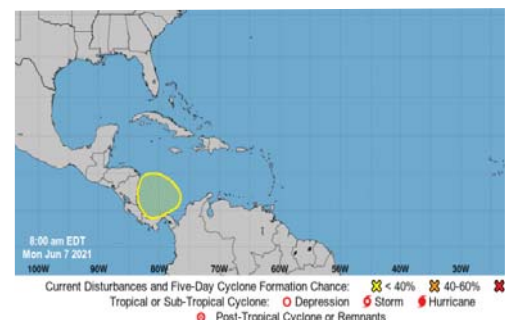 8:00 am EDT
Mon Jun 7 2021
100W 90W 80W 70W 60W 50W 40W 30W
Current Disturbances and Five-Day Cyclone Formation Chance: < 40% 40-60%
Tropical or Sub-Tropical Cyclone: Depression Storm Hurricane
Post-Tropical Cyclone or Remnants